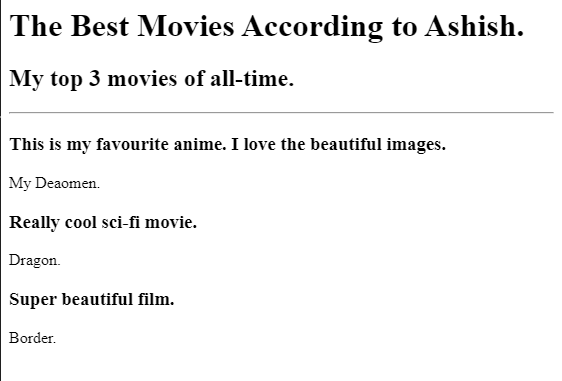 The Best Movies According to Ashish.
My top 3 movies of all-time.
This is my favourite anime. I love the beautiful images.
My Deaomen.
Really cool sci-fi movie.
Dragon.
Super beautiful film.
Border.